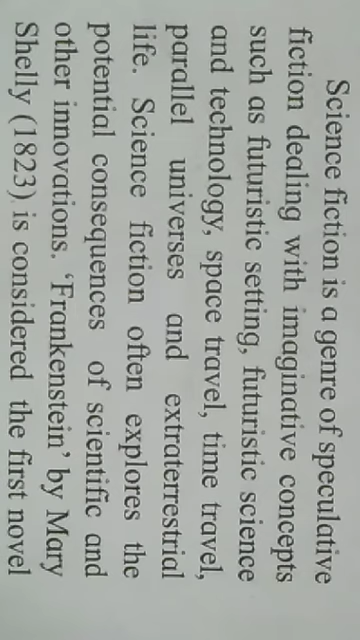 Science fiction is a genre of speculative
fiction dealing with imaginative concepts
such as futuristic setting, futuristic science
and technology, space travel, time travel,
parallel universes and extraterrestrial
life. Science fiction often explores the
potential consequences of scientific and
other innovations. ‘Frankenstein’ by Mary
Shelly (1823) is considered the first novel